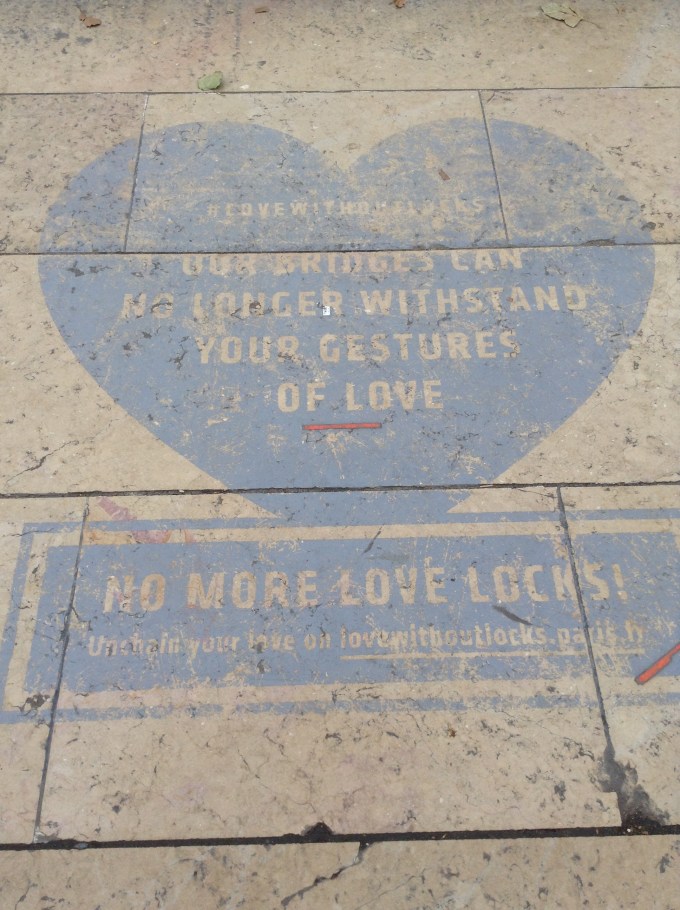 #LOVEWITHOUTLOCKS
OUR BRIDGES CAN
NO LONGER WITHSTAND
YOUR GESTURES
OF LOVE
NO MORE LOVE LOCKS!
Unchain your love on lovewithoutlocks.paris.fr